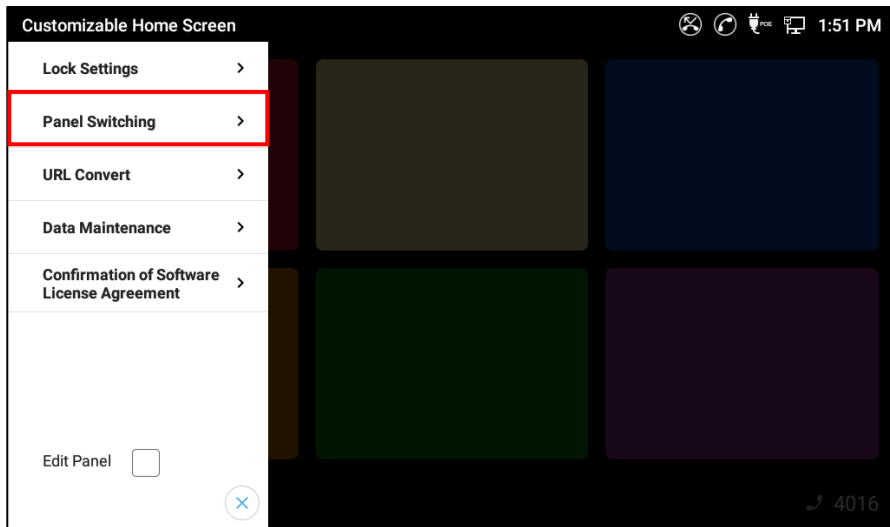 Customizable Home Screen
POE
1:51 PM
Lock Settings
Panel Switching
URL Convert
Data Maintenance
Confirmation of Software
License Agreement
Edit Panel
4016